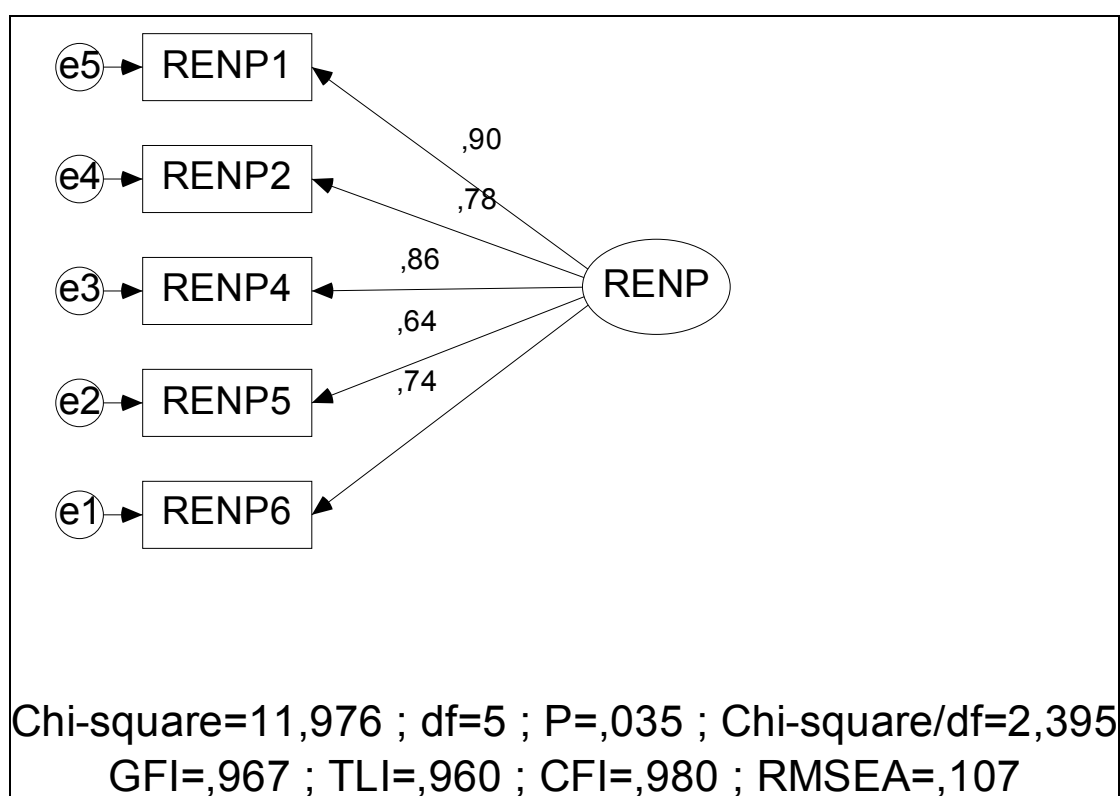 e5 RENP1
,90
e4 RENP2
,78
,86
e3 RENP4
RENP
,64
,74
e2 RENP5
e1 RENP6
Chi-square=11,976 ; df=5 ; P=,035 ; Chi-square/df=2,395
GFI=,967 ; TLI=,960 ; CFI=,980 ; RMSEA=,107